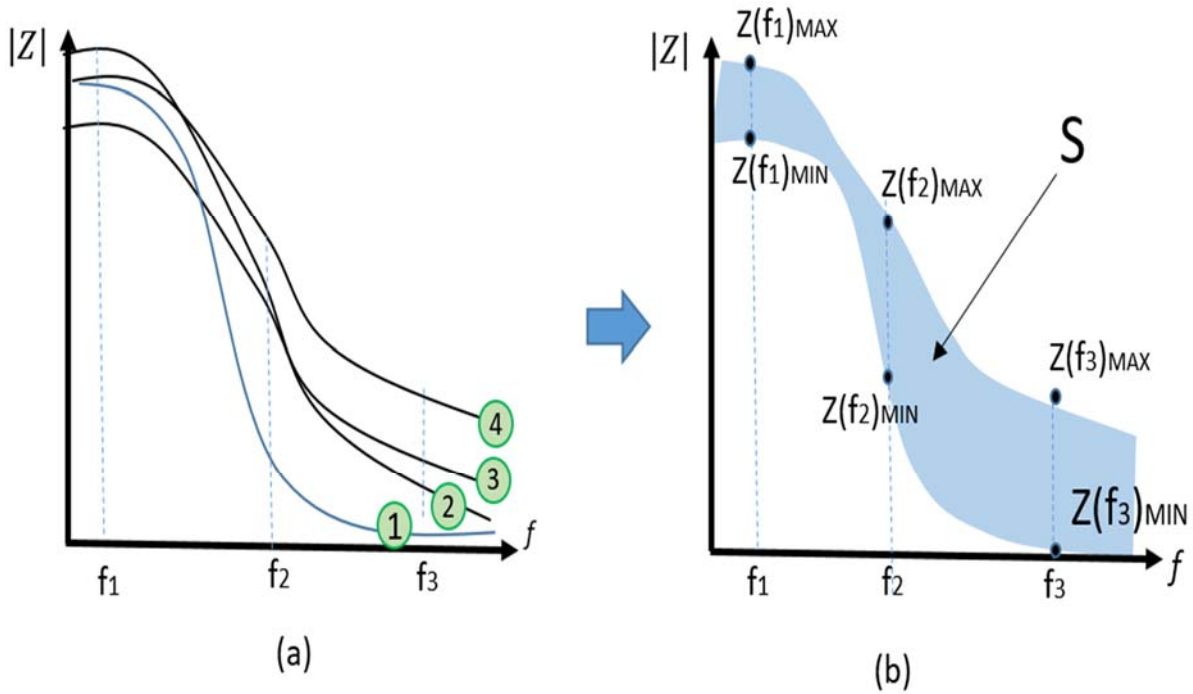 |Z|
4
3
2
1
f
f1
f2
f3
(a)
Z(f1)MAX
|Z|
S
Z(f1)MIN
Z(f2)MAX
Z(f3)MAX
Z(f2)MIN
Z(f3)MIN
f1
f2
f3
f
(b)